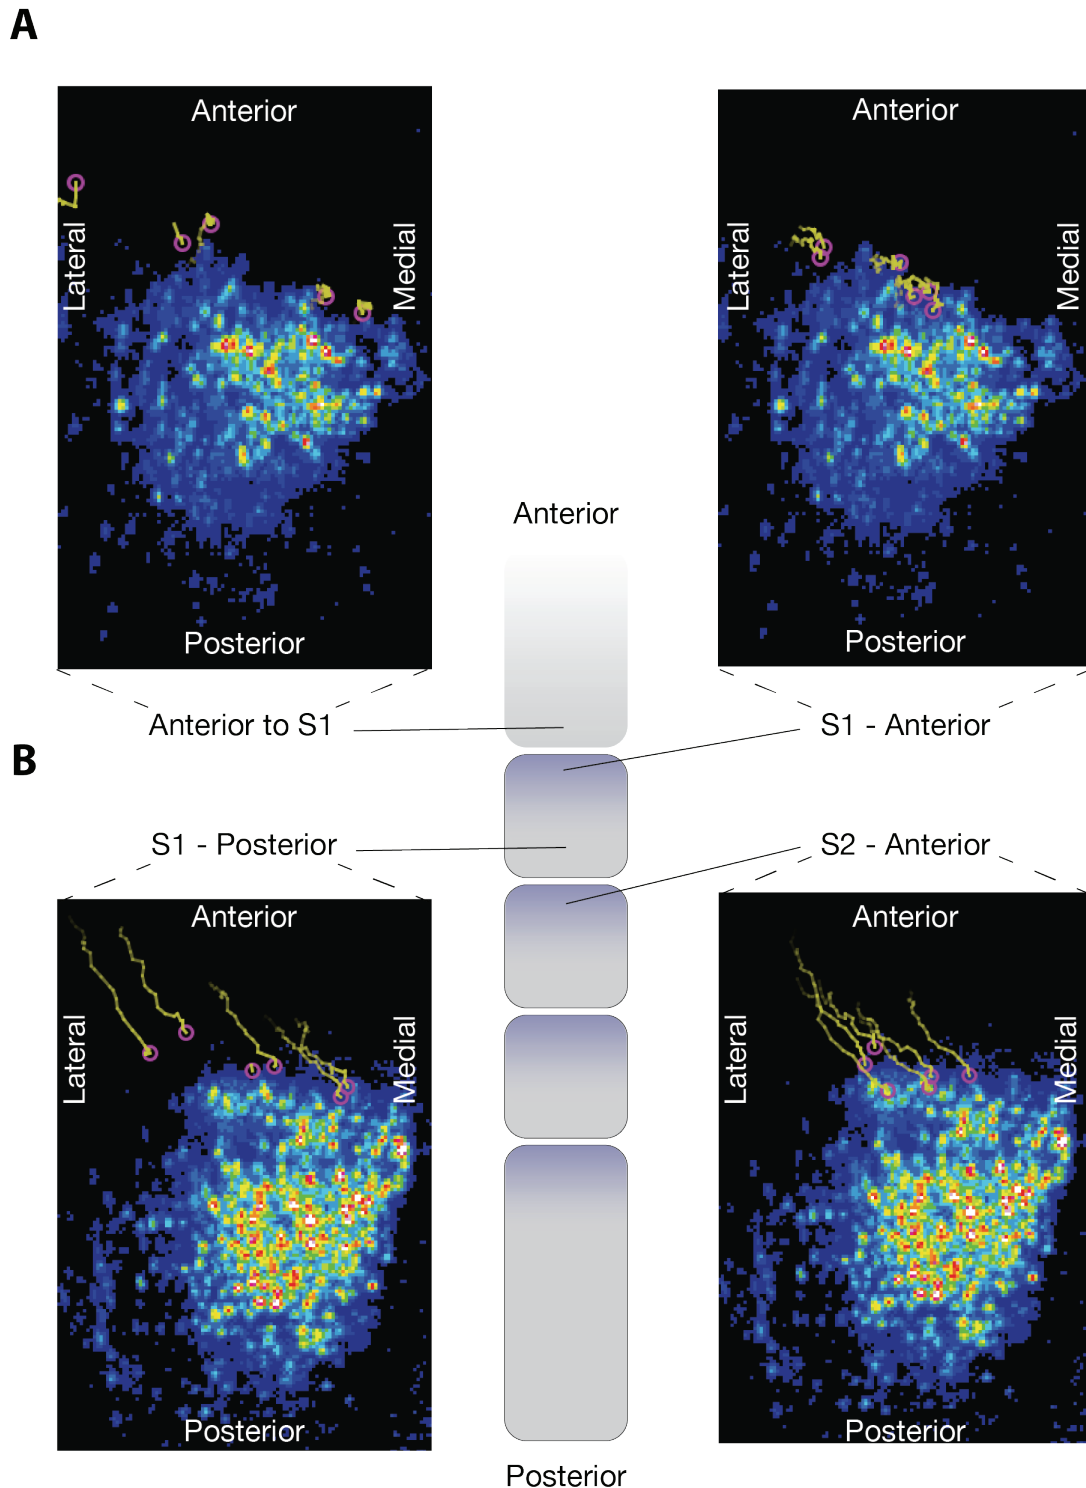 A
Anterior
Lateral
Medial
Posterior
Anterior
Lateral
Medial
Posterior
Anterior
Anterior to S1
S1 - Anterior
B
S1 - Posterior
S2 - Anterior
Anterior
Lateral
Medial
Posterior
Anterior
Lateral
Medial
Posterior
Posterior